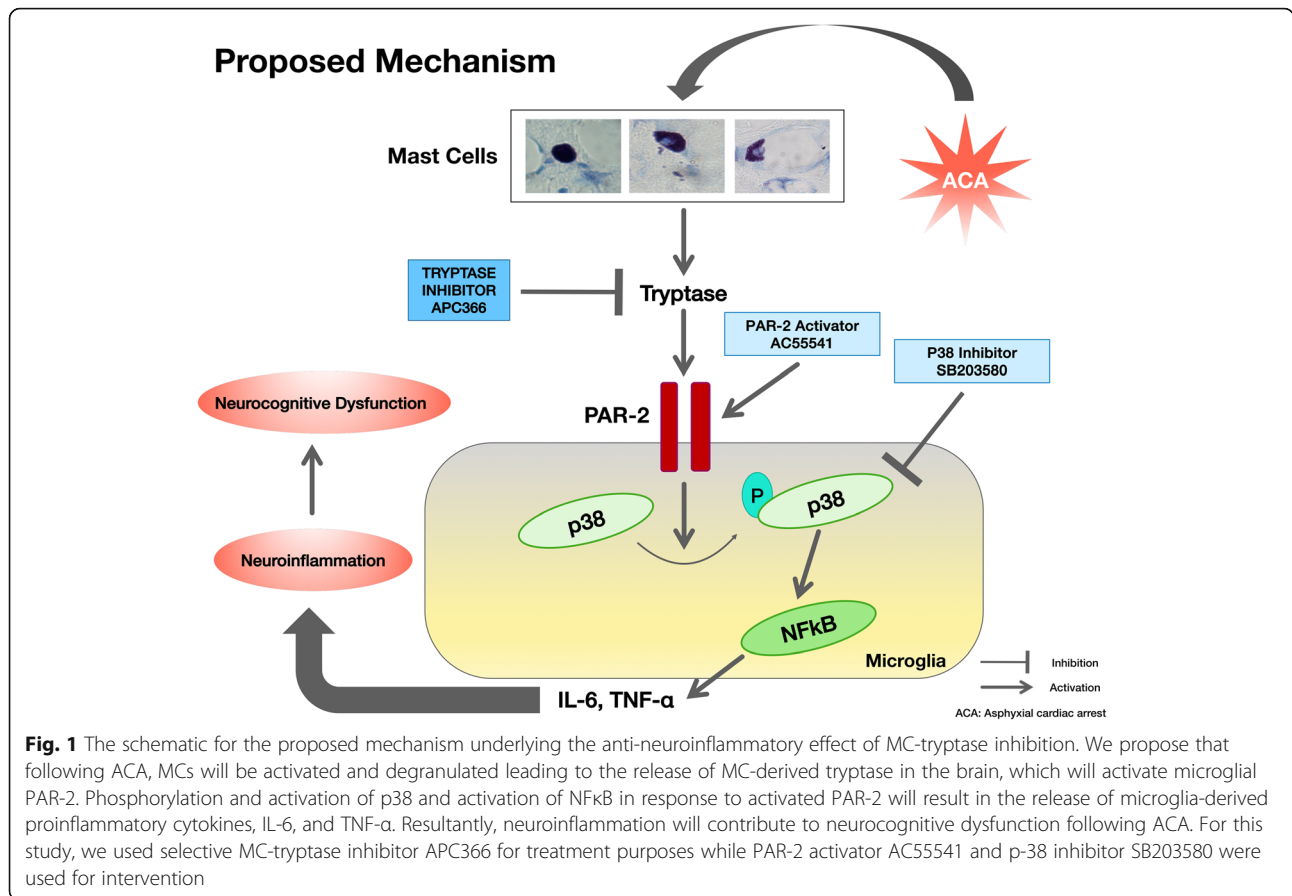 Proposed Mechanism
Mast Cells
ACA
TRYPTASE
INHIBITOR
APC366
Tryptase
PAR-2 Activator
AC55541
P38 Inhibitor
SB203580
Neurocognitive Dysfunction
PAR-2
P
p38
p38
Neuroinflammation
NFkB
Microglia
Inhibition
Activation
IL-6, TNF-α
ACA: Asphyxial cardiac arrest
Fig. 1 The schematic for the proposed mechanism underlying the anti-neuroinflammatory effect of MC-tryptase inhibition. We propose that
following ACA, MCs will be activated and degranulated leading to the release of MC-derived tryptase in the brain, which will activate microglial
PAR-2. Phosphorylation and activation of p38 and activation of NFκB in response to activated PAR-2 will result in the release of microglia-derived
proinflammatory cytokines, IL-6, and TNF-α. Resultantly, neuroinflammation will contribute to neurocognitive dysfunction following ACA. For this
study, we used selective MC-tryptase inhibitor APC366 for treatment purposes while PAR-2 activator AC55541 and p-38 inhibitor SB203580 were
used for intervention